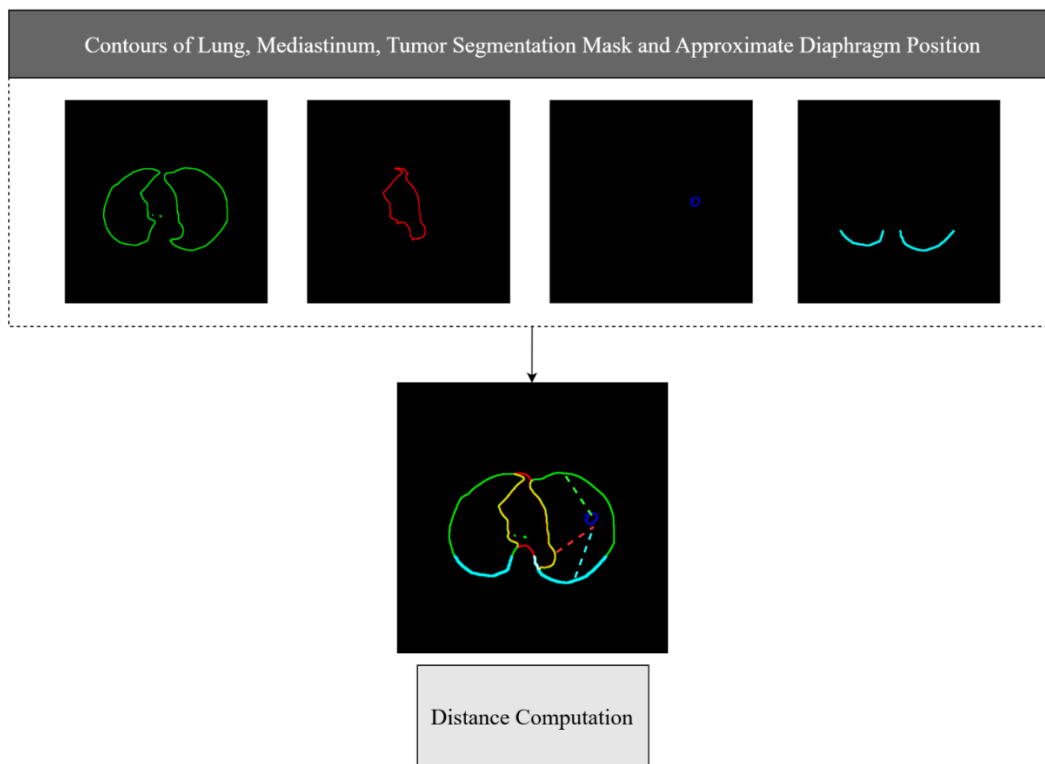 Contours of Lung, Mediastinum, Tumor Segmentation Mask and Approximate Diaphragm Position
Distance Computation